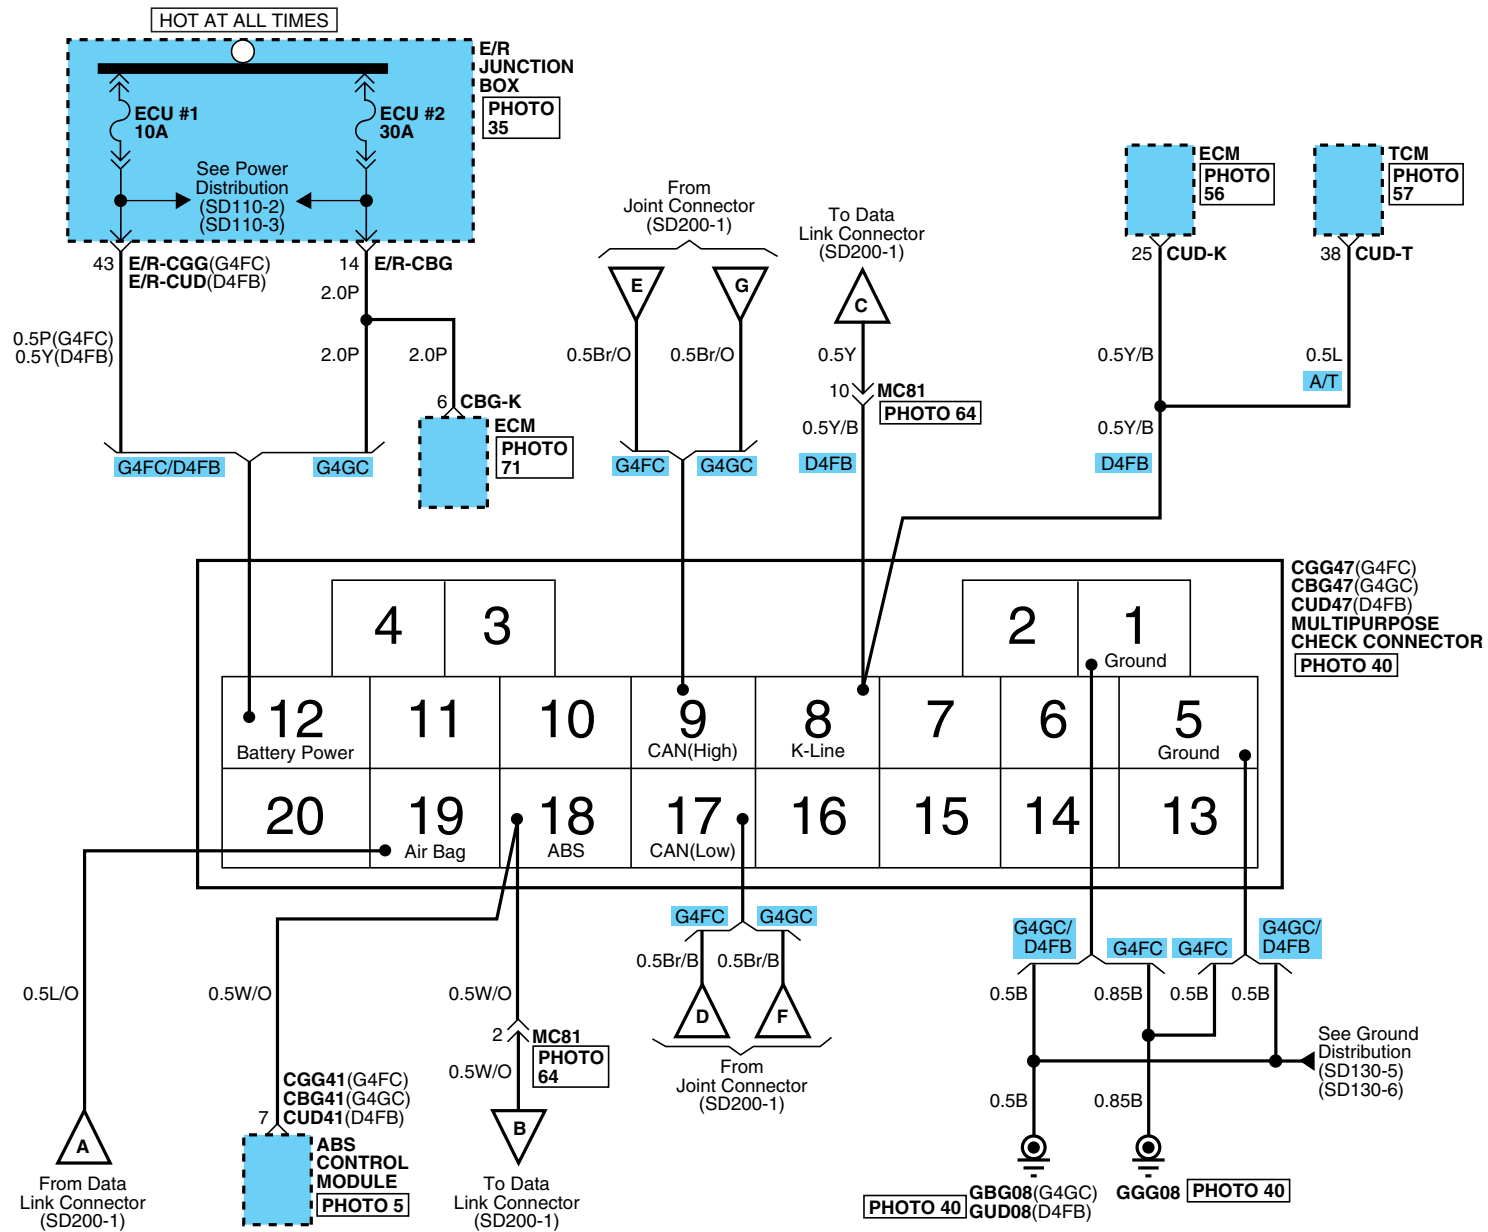 HOT AT ALL TIMES
E/R
JUNCTION
BOX
PHOTO
35
ECU #1
10A
ECU #2
30A
See Power
Distribution
(SD110-2)
(SD110-3)
43
E/R-CGG(G4FC)
E/R-CUD(D4FB)
14
E/R-CBG
2.0P
0.5P(G4FC)
0.5Y(D4FB)
2.0P
2.0P
6
CBG-K
ECM
PHOTO
71
G4FC/D4FB
G4GC
From
Joint Connector
(SD200-1)
E
G
0.5Br/O
0.5Br/O
G4FC
G4GC
To Data
Link Connector
(SD200-1)
C
0.5Y
10
MC81
PHOTO 64
0.5Y/B
D4FB
ECM
PHOTO
56
TCM
PHOTO
57
25
CUD-K
38
CUD-T
0.5Y/B
0.5L
A/T
0.5Y/B
D4FB
CGG47(G4FC)
CBG47(G4GC)
CUD47(D4FB)
MULTIPURPOSE
CHECK CONNECTOR
PHOTO 40
4
3
2
1
Ground
12
Battery Power
11
10
9
CAN(High)
8
K-Line
7
6
5
Ground
20
19
Air Bag
18
ABS
17
CAN(Low)
16
15
14
13
0.5L/O
A
From Data
Link Connector
(SD200-1)
0.5W/O
CGG41(G4FC)
CBG41(G4GC)
7
CUD41(D4FB)
ABS
CONTROL
MODULE
PHOTO 5
0.5W/O
2
MC81
PHOTO
64
0.5W/O
B
To Data
Link Connector
(SD200-1)
G4FC
G4GC
0.5Br/B
0.5Br/B
D
F
From
Joint Connector
(SD200-1)
G4GC/
D4FB
G4FC
G4FC
G4GC/
D4FB
0.5B
0.85B
0.5B
0.5B
See Ground
Distribution
(SD130-5)
(SD130-6)
0.5B
0.85B
PHOTO 40
GBG08(G4GC)
GUD08(D4FB)
GGG08
PHOTO 40